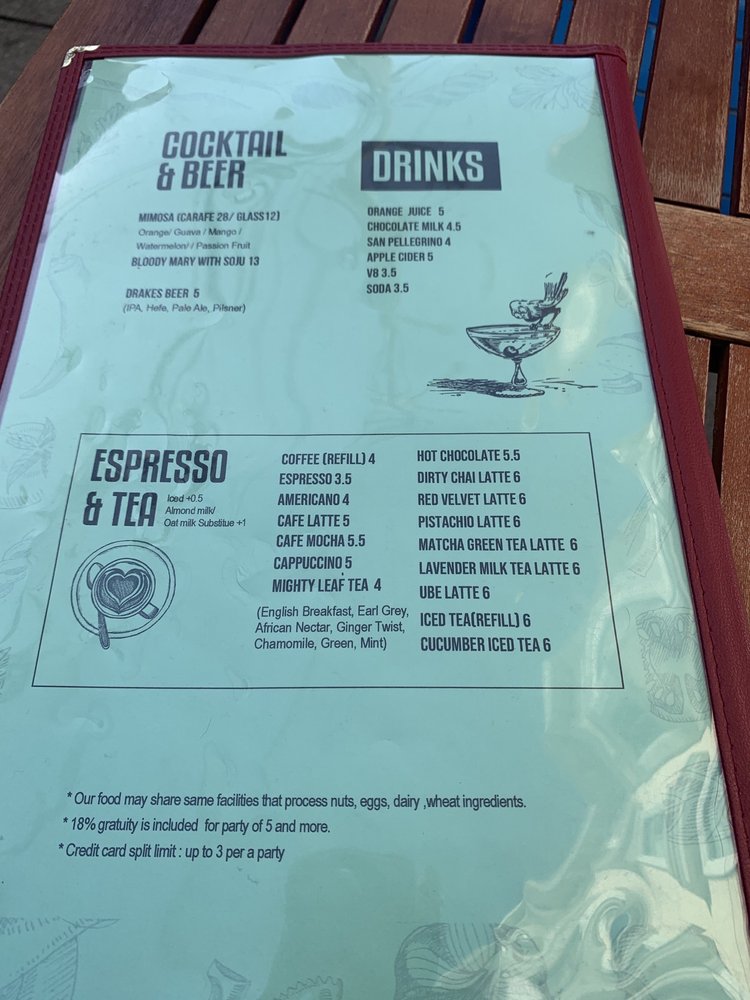 COCKTAIL
& BEER
MIMOSA (CARAFE 28/ GLASS12)
Orange/ Guava / Mango /
Watermelon/ / Passion Fruit
BLOODY MARY WITH SOJU 13
DRAKES BEER 5
(IPA, Hefe, Pale Ale, Pilsner)
DRINKS
ORANGE JUICE 5
CHOCOLATE MILK 4.5
SAN PELLEGRINO 4
APPLE CIDER 5
V8 3.5
SODA 3.5
ESPRESSO
& TEA
Iced +0.5
Almond milk/
Oat milk Substitue +1
COFFEE (REFILL) 4
ESPRESSO 3.5
AMERICANO 4
CAFE LATTE 5
CAFE MOCHA 5.5
CAPPUCCINO 5
MIGHTY LEAF TEA 4
(English Breakfast, Earl Grey,
African Nectar, Ginger Twist,
Chamomile, Green, Mint)
HOT CHOCOLATE 5.5
DIRTY CHAI LATTE 6
RED VELVET LATTE 6
PISTACHIO LATTE 6
MATCHA GREEN TEA LATTE 6
LAVENDER MILK TEA LATTE 6
UBE LATTE 6
ICED TEA(REFILL) 6
CUCUMBER ICED TEA 6
* Our food may share same facilities that process nuts, eggs, dairy ,wheat ingredients.
* 18% gratuity is included for party of 5 and more.
* Credit card split limit : up to 3 per a party